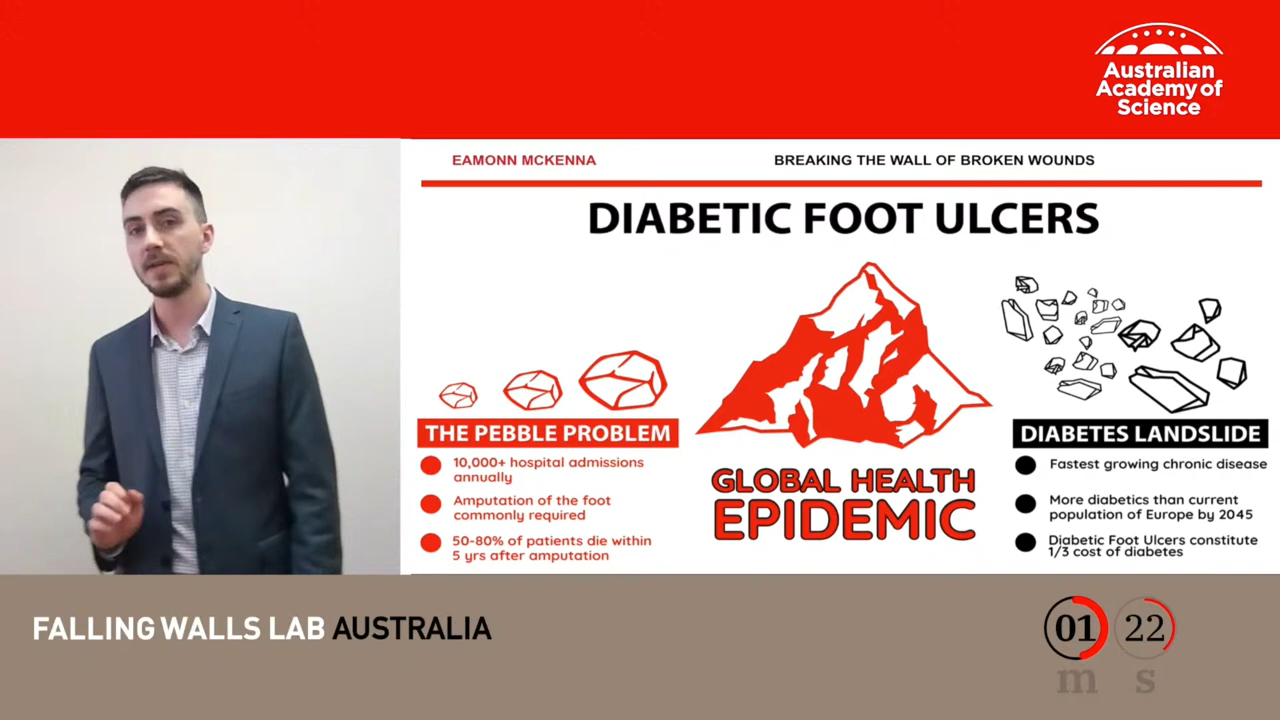 Australian
Academy of
Science
EAMONN MCKENNA
BREAKING THE WALL OF BROKEN WOUNDS
DIABETIC FOOT ULCERS
THE PEBBLE PROBLEM
10,000+ hospital admissions
annually
Amputation of the foot
commonly required
50-80% of patients die within
5 yrs after amputation
GLOBAL HEALTH
EPIDEMIC
DIABETES LANDSLIDE
Fastest growing chronic disease
More diabetics than current
population of Europe by 2045
Diabetic Foot Ulcers constitute
1/3 cost of diabetes
FALLING WALLS LAB AUSTRALIA
01 22
m s